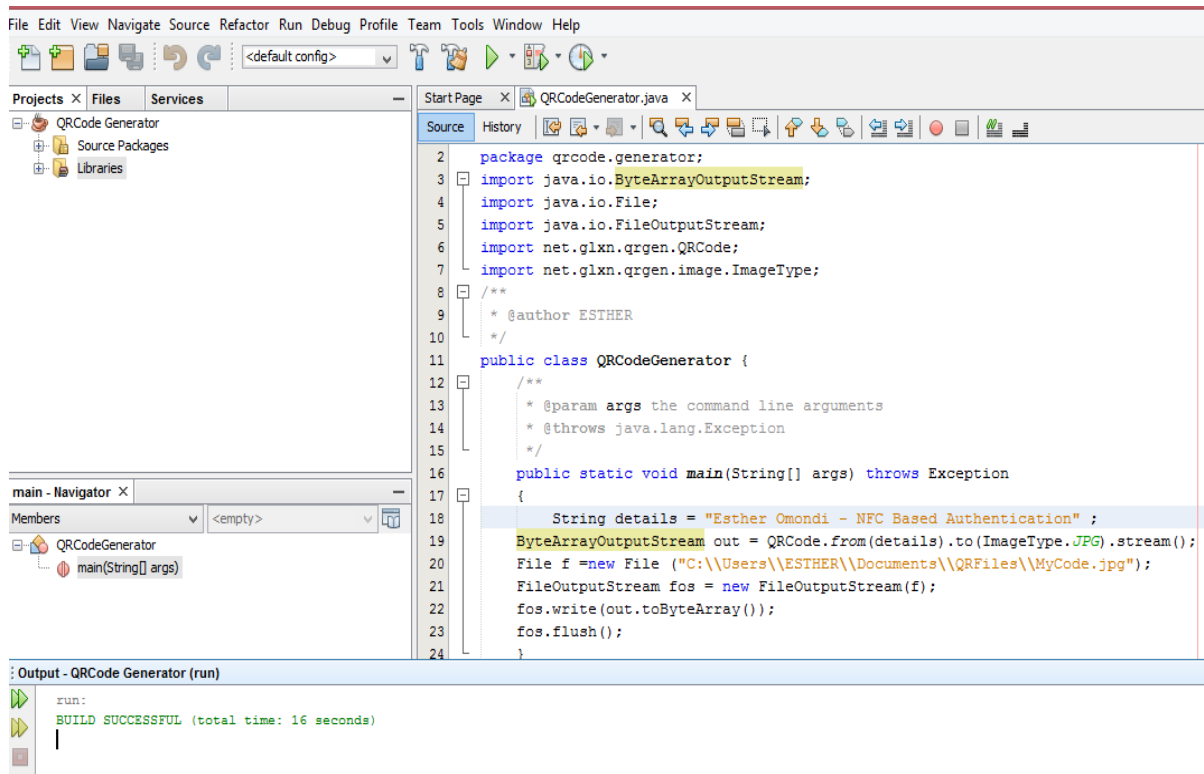 File Edit View Navigate Source Refactor Run Debug Profile Team Tools Window Help
<default config>
Projects Files Services
QRCode Generator
Source Packages
Libraries
main - Navigator
Members <empty>
QRCodeGenerator
main(String[] args)
Start Page QRCodeGenerator.java
Source History
2 package qrcode.generator;
3 import java.io.ByteArrayOutputStream;
4 import java.io.File;
5 import java.io.FileOutputStream;
6 import net.glxn.qrgen.QRCode;
7 import net.glxn.qrgen.image.ImageType;
8 /**
9 * @author ESTHER
10 */
11 public class QRCodeGenerator {
12 /**
13 * @param args the command line arguments
14 * @throws java.lang.Exception
15 */
16 public static void main(String[] args) throws Exception
17 {
18 String details = "Esther Omondi - NFC Based Authentication" ;
19 ByteArrayOutputStream out = QRCode.from(details).to(ImageType.JPG).stream();
20 File f =new File ("C:\\Users\\ESTHER\\Documents\\QRFiles\\MyCode.jpg");
21 FileOutputStream fos = new FileOutputStream(f);
22 fos.write(out.toByteArray());
23 fos.flush();
24 }
Output - QRCode Generator (run)
run:
BUILD SUCCESSFUL (total time: 16 seconds)